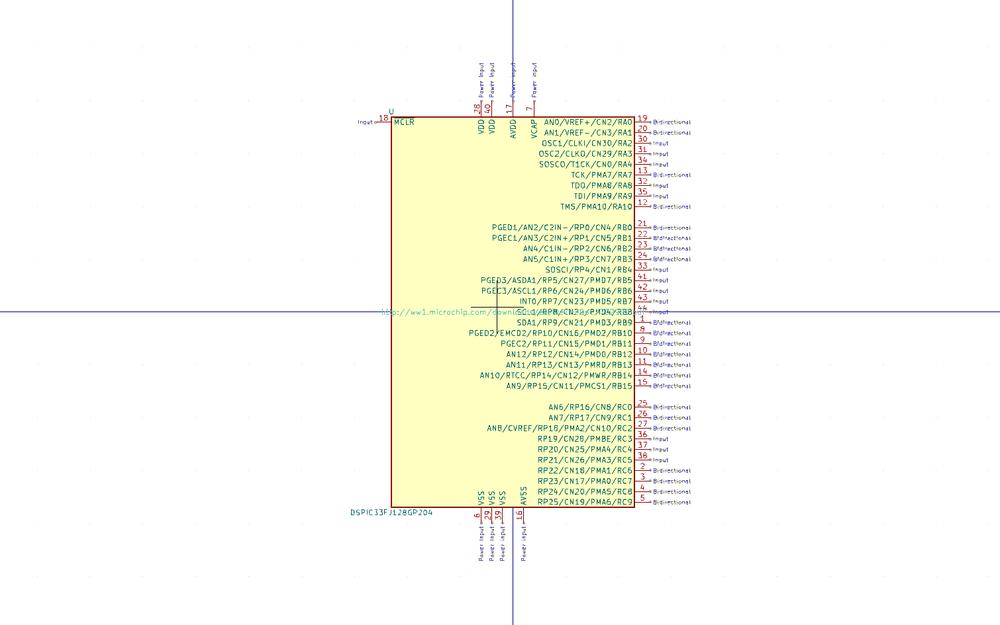 Power Input
Power Input
Power Input
Power Input
28
40
17
7
U
Input 18 MCLR
VDD
VDD
AVDD
VCAP
AN0/VREF+/CN2/RA0 19 Bidirectional
AN1/VREF-/CN3/RA1 20 Bidirectional
OSC1/CLKI/CN30/RA2 30 Input
OSC2/CLKO/CN29/RA3 31 Input
SOSCO/T1CK/CN0/RA4 34 Input
TCK/PMA7/RA7 13 Bidirectional
TDO/PMA8/RA8 32 Input
TDI/PMA9/RA9 35 Input
TMS/PMA10/RA10 12 Bidirectional
PGED1/AN2/C2IN-/RP0/CN4/RB0 21 Bidirectional
PGEC1/AN3/C2IN+/RP1/CN5/RB1 22 Bidirectional
AN4/C1IN-/RP2/CN6/RB2 23 Bidirectional
AN5/C1IN+/RP3/CN7/RB3 24 Bidirectional
SOSCI/RP4/CN1/RB4 33 Input
PGED3/ASDA1/RP5/CN27/PMD7/RB5 41 Input
PGEC3/ASCL1/RP6/CN24/PMD6/RB6 42 Input
INT0/RP7/CN23/PMD5/RB7 43 Input
http://ww1.microchip.com/down 44 Input
SDA1/RP9/CN21/PMD3/RB9 1 Bidirectional
PGED2/EMCD2/RP10/CN16/PMD2/RB10 8 Bidirectional
PGEC2/RP11/CN15/PMD1/RB11 9 Bidirectional
AN12/RP12/CN14/PMD0/RB12 10 Bidirectional
AN11/RP13/CN13/PMRD/RB13 11 Bidirectional
AN10/RTCC/RP14/CN12/PMWR/RB14 14 Bidirectional
AN9/RP15/CN11/PMCS1/RB15 15 Bidirectional
AN6/RP16/CN8/RC0 25 Bidirectional
AN7/RP17/CN9/RC1 26 Bidirectional
AN8/CVREF/RP18/PMA2/CN10/RC2 27 Bidirectional
RP19/CN28/PMBE/RC3 36 Input
RP20/CN25/PMA4/RC4 37 Input
RP21/CN26/PMA3/RC5 38 Input
RP22/CN18/PMA1/RC6 2 Bidirectional
RP23/CN17/PMA0/RC7 3 Bidirectional
RP24/CN20/PMA5/RC8 4 Bidirectional
RP25/CN19/PMA6/RC9 5 Bidirectional
VSS
VSS
VSS
AVSS
DSPIC33FJ128GP204
6
29
39
16
Power Input
Power Input
Power Input
Power Input